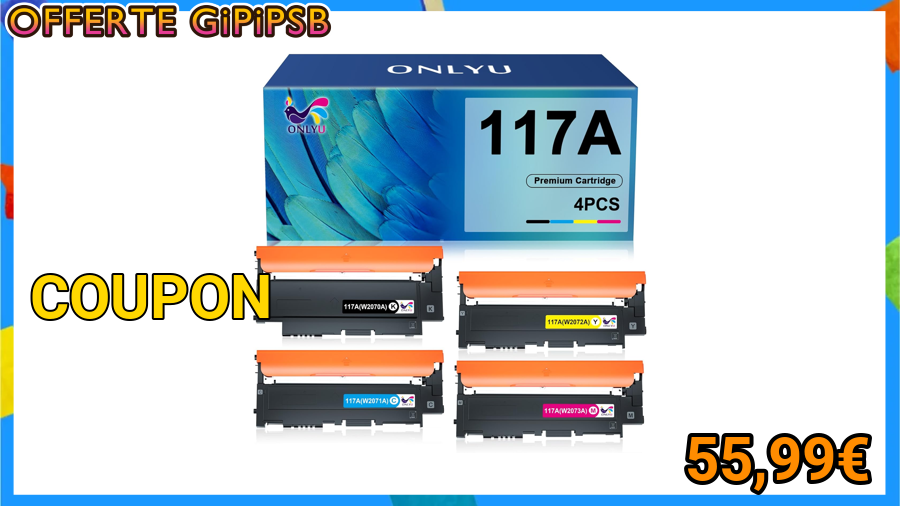 OFFERTE GiPiPSB
ONLYU
ONLYU
117A
Premium Cartridge
4PCS
COUPON
117A(W2070A) K
K
117A(W2072A) Y
Y
117A(W2071A) C
C
117A(W2073A) M
M
55,99€